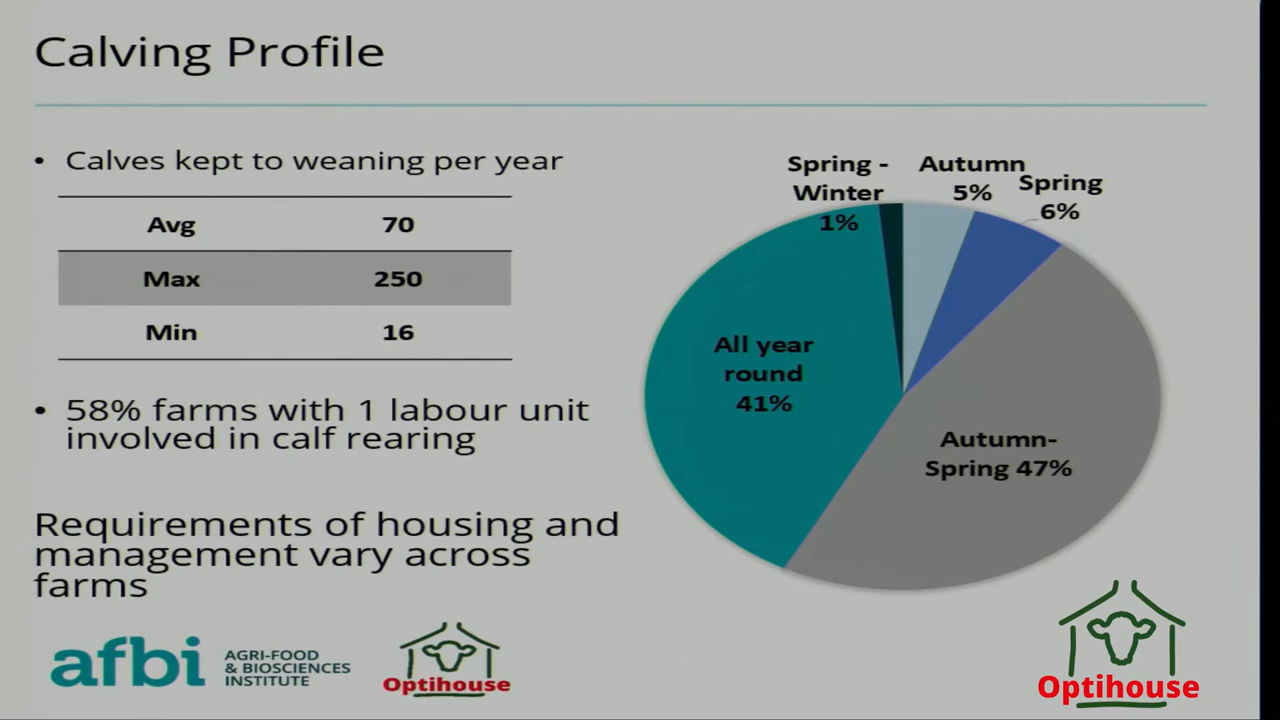 Calving Profile
• Calves kept to weaning per year
Avg 70
Max 250
Min 16
• 58% farms with 1 labour unit
involved in calf rearing
Requirements of housing and
management vary across
farms
Spring -
Winter
1%
Autumn
5%
Spring
6%
All year
round
41%
Autumn-
Spring 47%
afbi
AGRI-FOOD
& BIOSCIENCES
INSTITUTE
Optihouse
Optihouse